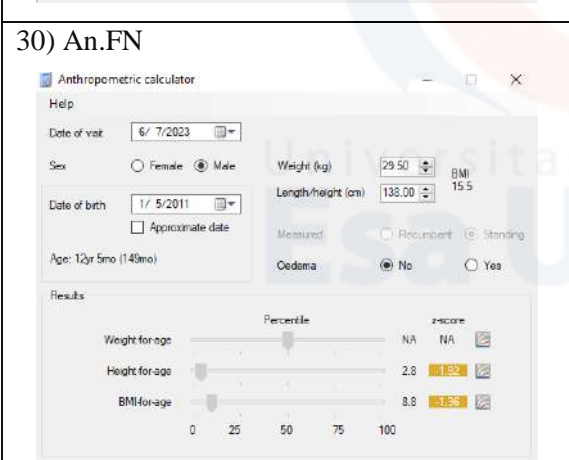 30) An.FN
Anthropometric calculator
Help
Date of visit 6/ 7/2023
Sex Female Male Weight (kg) 29.50 BMI
Length/height (cm) 138.00 15.5
Date of birth 1/ 5/2011
Approximate date
Measured Recumbent Standing
Age: 12yr 5mo (149mo) Oedema No Yes
Results
Percentile z-score
Weight-for-age NA NA
Height-for-age 2.8 -1.92
BMI-for-age 8.8 -1.36
0 25 50 75 100
Universita
Esa U